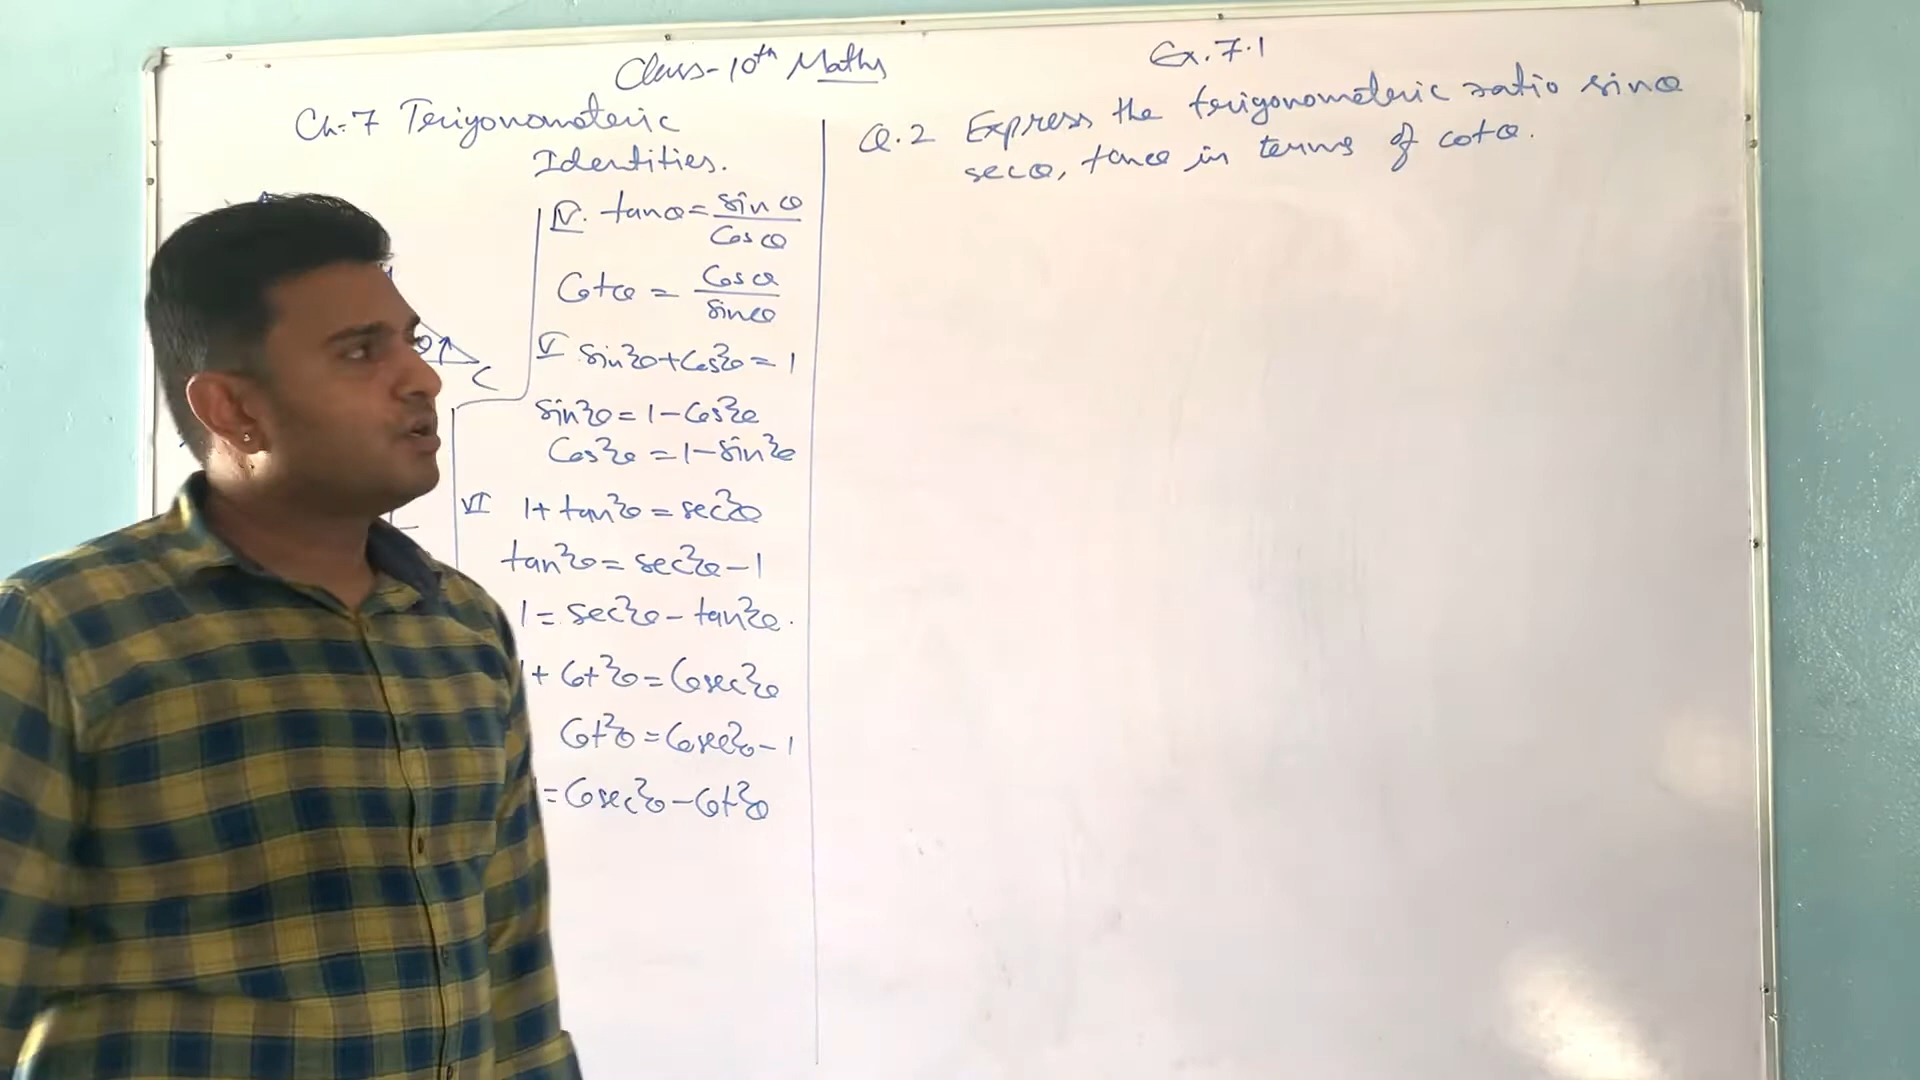 Class-10th Maths
Ch-7 Trigonometric
Identities.
IV. tanθ = sinθ/cosθ
Cotθ = Cosθ/sinθ
V sin²θ+Cos²θ = 1
sin²θ = 1-Cos²θ
Cos²θ = 1-sin²θ
VI 1+ tan²θ = sec²θ
tan²θ = sec²θ-1
1 = sec²θ - tan²θ.
+ Cot²θ = Cosec²θ
Cot²θ = Cosec²θ-1
= Cosec²θ-Cot²θ
C
Ex.7.1
Q.2 Express the trigonometric ratio sinθ
secθ, tanθ in terms of cotθ.